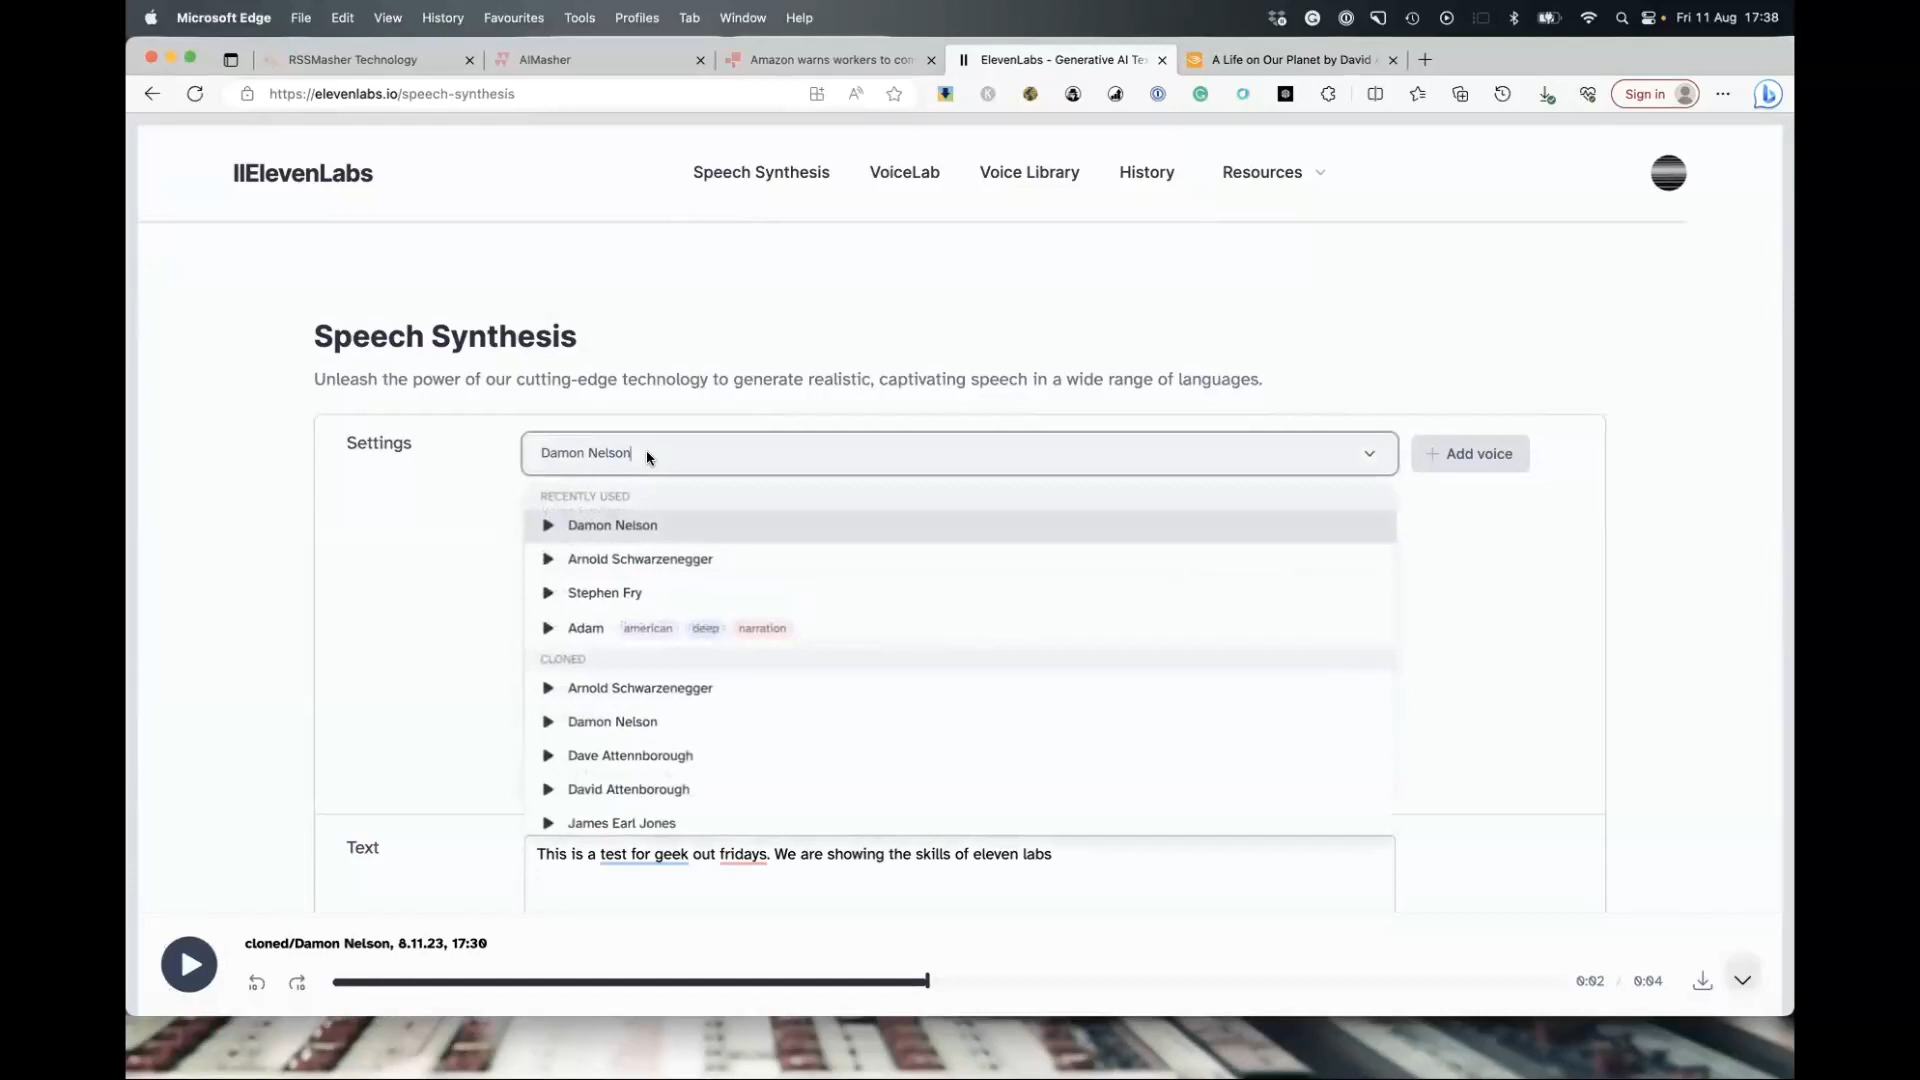 Microsoft Edge File Edit View History Favourites Tools Profiles Tab Window Help Fri 11 Aug 17:38
RSSMasher Technology AIMasher Amazon warns workers to con ElevenLabs - Generative AI Te A Life on Our Planet by David
https://elevenlabs.io/speech-synthesis Sign in
IIElevenLabs Speech Synthesis VoiceLab Voice Library History Resources
Speech Synthesis
Unleash the power of our cutting-edge technology to generate realistic, captivating speech in a wide range of languages.
Settings Damon Nelson + Add voice
RECENTLY USED
Damon Nelson
Arnold Schwarzenegger
Stephen Fry
Adam american deep narration
CLONED
Arnold Schwarzenegger
Damon Nelson
Dave Attennborough
David Attenborough
James Earl Jones
Text This is a test for geek out fridays. We are showing the skills of eleven labs
cloned/Damon Nelson, 8.11.23, 17:30
10 10 0:02 / 0:04